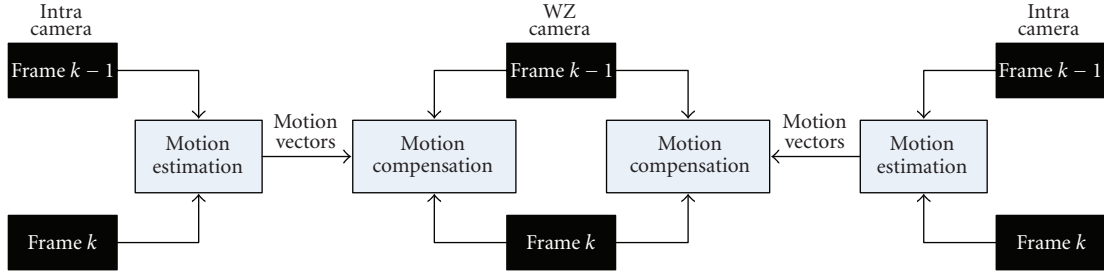 Intra
camera
WZ
camera
Intra
camera
Frame k − 1
Frame k − 1
Frame k − 1
Motion
estimation
Motion
vectors
Motion
compensation
Motion
compensation
Motion
vectors
Motion
estimation
Frame k
Frame k
Frame k